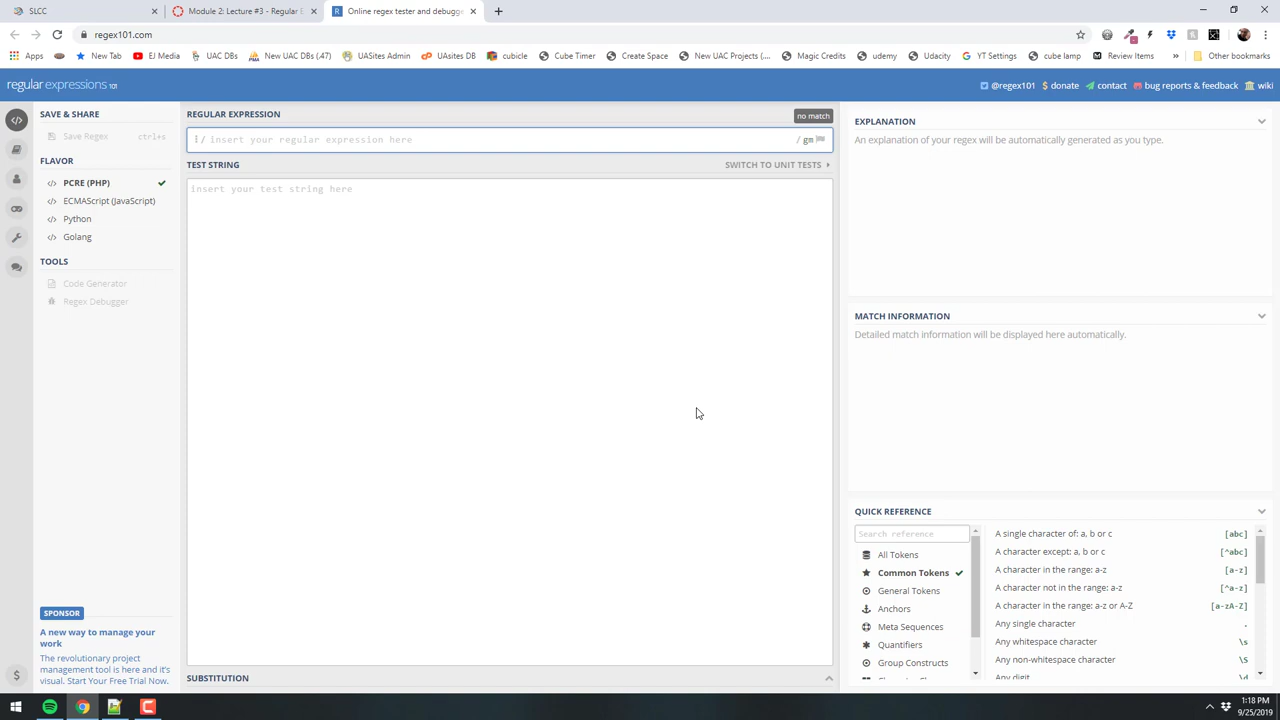 SLCC
Module 2: Lecture #3 - Regular E
Online regex tester and debugge
regex101.com
Apps
New Tab
EJ Media
UAC DBs
New UAC DBs (.47)
UASites Admin
UAsites DB
cubicle
Cube Timer
Create Space
New UAC Projects (...
Magic Credits
udemy
Udacity
YT Settings
cube lamp
Review Items
»
Other bookmarks
regular expressions 101
@regex101
$ donate
contact
bug reports & feedback
wiki
SAVE & SHARE
Save Regex
ctrl+s
FLAVOR
</> PCRE (PHP)
</> ECMAScript (JavaScript)
</> Python
</> Golang
TOOLS
Code Generator
Regex Debugger
SPONSOR
A new way to manage your
work
The revolutionary project
management tool is here and it's
visual. Start Your Free Trial Now.
$
REGULAR EXPRESSION
no match
/ insert your regular expression here
/ gm
TEST STRING
SWITCH TO UNIT TESTS
insert your test string here
SUBSTITUTION
EXPLANATION
An explanation of your regex will be automatically generated as you type.
MATCH INFORMATION
Detailed match information will be displayed here automatically.
QUICK REFERENCE
Search reference
All Tokens
Common Tokens
General Tokens
Anchors
Meta Sequences
Quantifiers
Group Constructs
A single character of: a, b or c [abc]
A character except: a, b or c [^abc]
A character in the range: a-z [a-z]
A character not in the range: a-z [^a-z]
A character in the range: a-z or A-Z [a-zA-Z]
Any single character .
Any whitespace character \s
Any non-whitespace character \S
Any digit \d
1:18 PM
9/25/2019